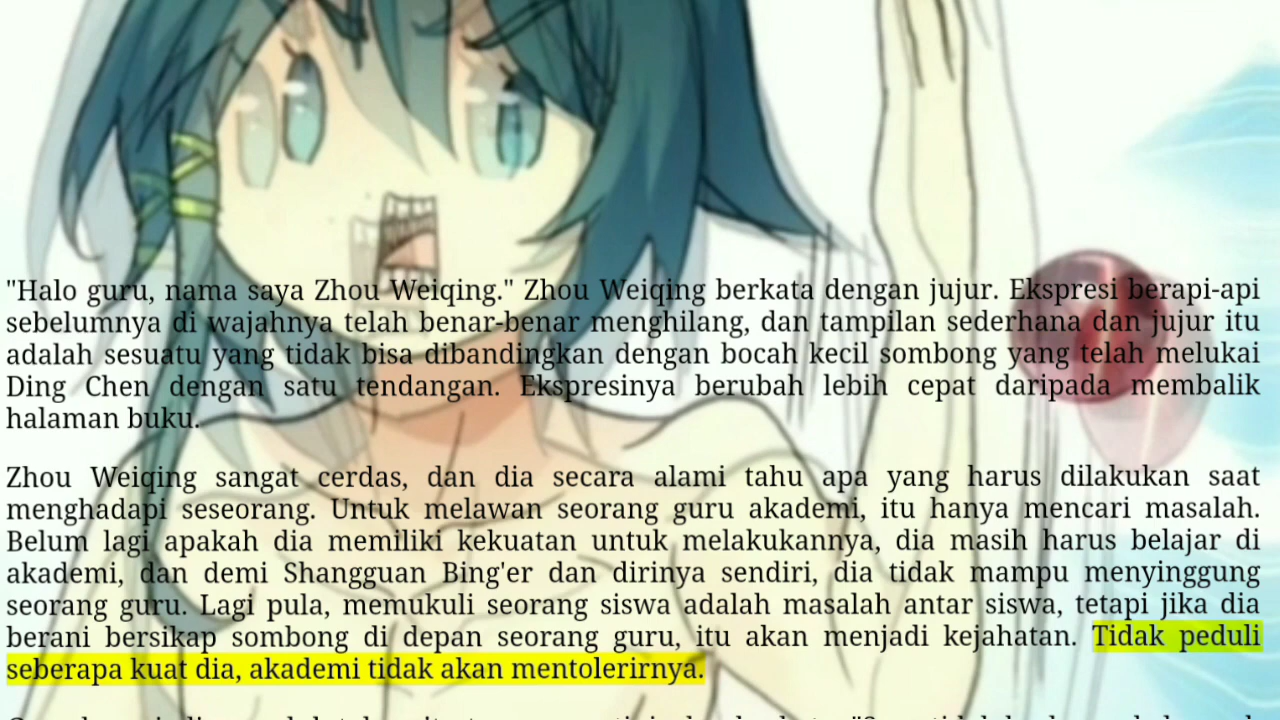 "Halo guru, nama saya Zhou Weiqing." Zhou Weiqing berkata dengan jujur. Ekspresi berapi-api
sebelumnya di wajahnya telah benar-benar menghilang, dan tampilan sederhana dan jujur itu
adalah sesuatu yang tidak bisa dibandingkan dengan bocah kecil sombong yang telah melukai
Ding Chen dengan satu tendangan. Ekspresinya berubah lebih cepat daripada membalik
halaman buku.
Zhou Weiqing sangat cerdas, dan dia secara alami tahu apa yang harus dilakukan saat
menghadapi seseorang. Untuk melawan seorang guru akademi, itu hanya mencari masalah.
Belum lagi apakah dia memiliki kekuatan untuk melakukannya, dia masih harus belajar di
akademi, dan demi Shangguan Bing'er dan dirinya sendiri, dia tidak mampu menyinggung
seorang guru. Lagi pula, memukuli seorang siswa adalah masalah antar siswa, tetapi jika dia
berani bersikap sombong di depan seorang guru, itu akan menjadi kejahatan. Tidak peduli
seberapa kuat dia, akademi tidak akan mentolerirnya.